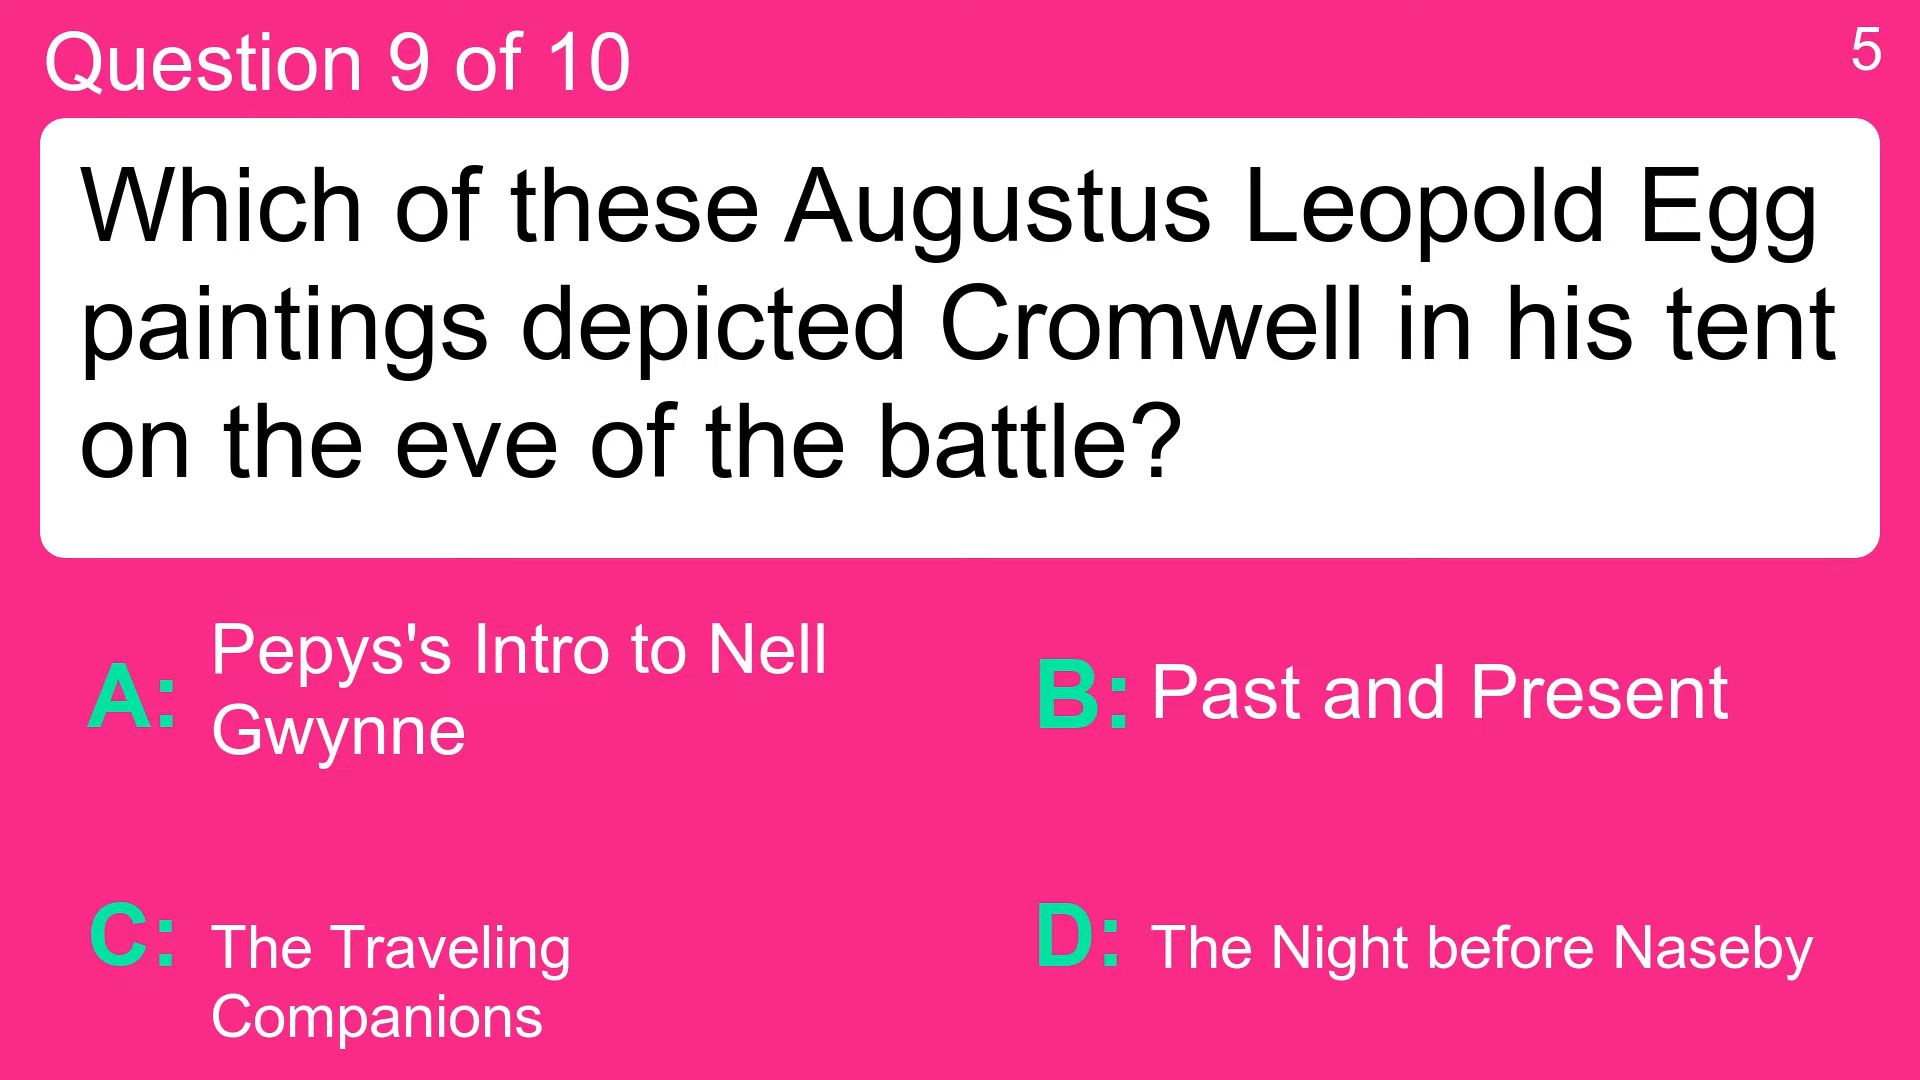 Question 9 of 10
5
Which of these Augustus Leopold Egg
paintings depicted Cromwell in his tent
on the eve of the battle?
A: Pepys's Intro to Nell
Gwynne
B: Past and Present
C: The Traveling
Companions
D: The Night before Naseby